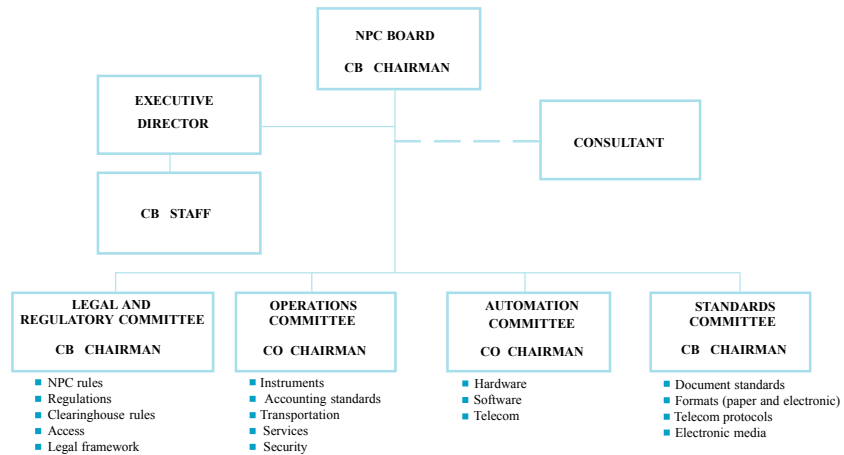 NPC BOARD
CB CHAIRMAN
EXECUTIVE
DIRECTOR
CONSULTANT
CB STAFF
LEGAL AND
REGULATORY COMMITTEE
CB CHAIRMAN
NPC rules
Regulations
Clearinghouse rules
Access
Legal framework
OPERATIONS
COMMITTEE
CO CHAIRMAN
Instruments
Accounting standards
Transportation
Services
Security
AUTOMATION
COMMITTEE
CO CHAIRMAN
Hardware
Software
Telecom
STANDARDS
COMMITTEE
CB CHAIRMAN
Document standards
Formats (paper and electronic)
Telecom protocols
Electronic media